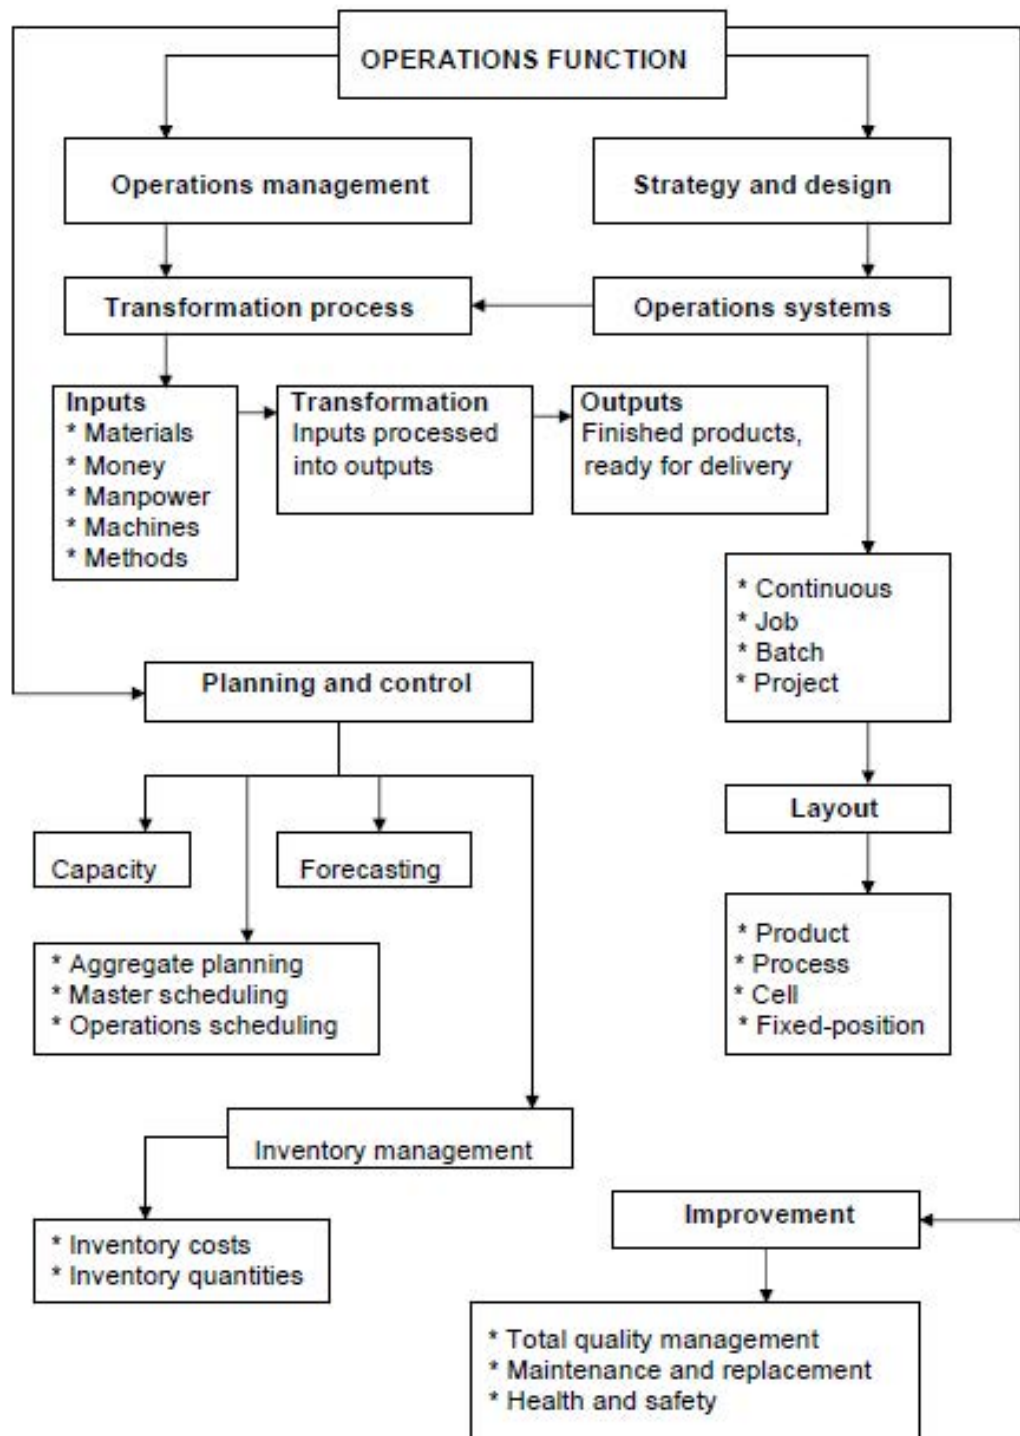 OPERATIONS FUNCTION
Operations management
Strategy and design
Transformation process
Operations systems
Inputs
* Materials
* Money
* Manpower
* Machines
* Methods
Transformation
Inputs processed
into outputs
Outputs
Finished products,
ready for delivery
* Continuous
* Job
* Batch
* Project
Planning and control
Layout
Capacity
Forecasting
* Product
* Process
* Cell
* Fixed-position
* Aggregate planning
* Master scheduling
* Operations scheduling
Inventory management
* Inventory costs
* Inventory quantities
Improvement
* Total quality management
* Maintenance and replacement
* Health and safety